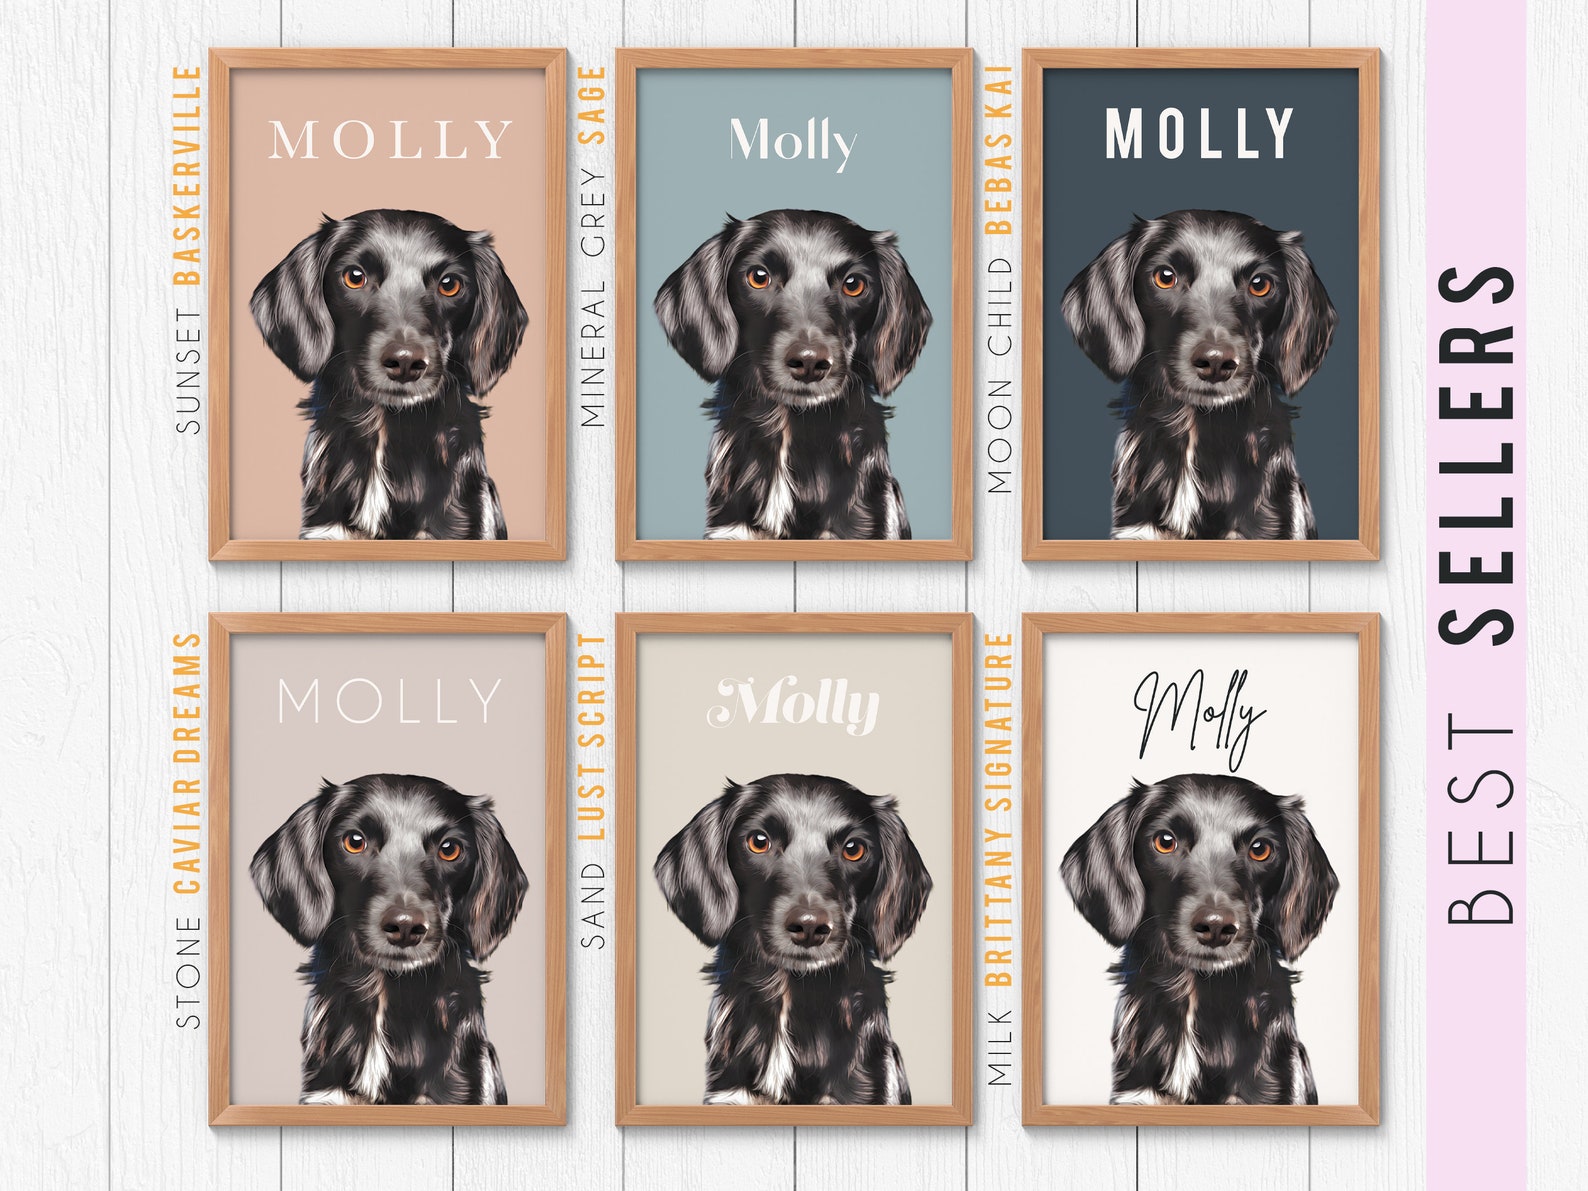 SUNSET BASKERVILLE
MOLLY
MINERAL GREY SAGE
Molly
MOON CHILD BEBAS KAI
MOLLY
STONE CAVIAR DREAMS
MOLLY
SAND LUST SCRIPT
Molly
MILK BRITTANY SIGNATURE
Molly
BEST SELLERS